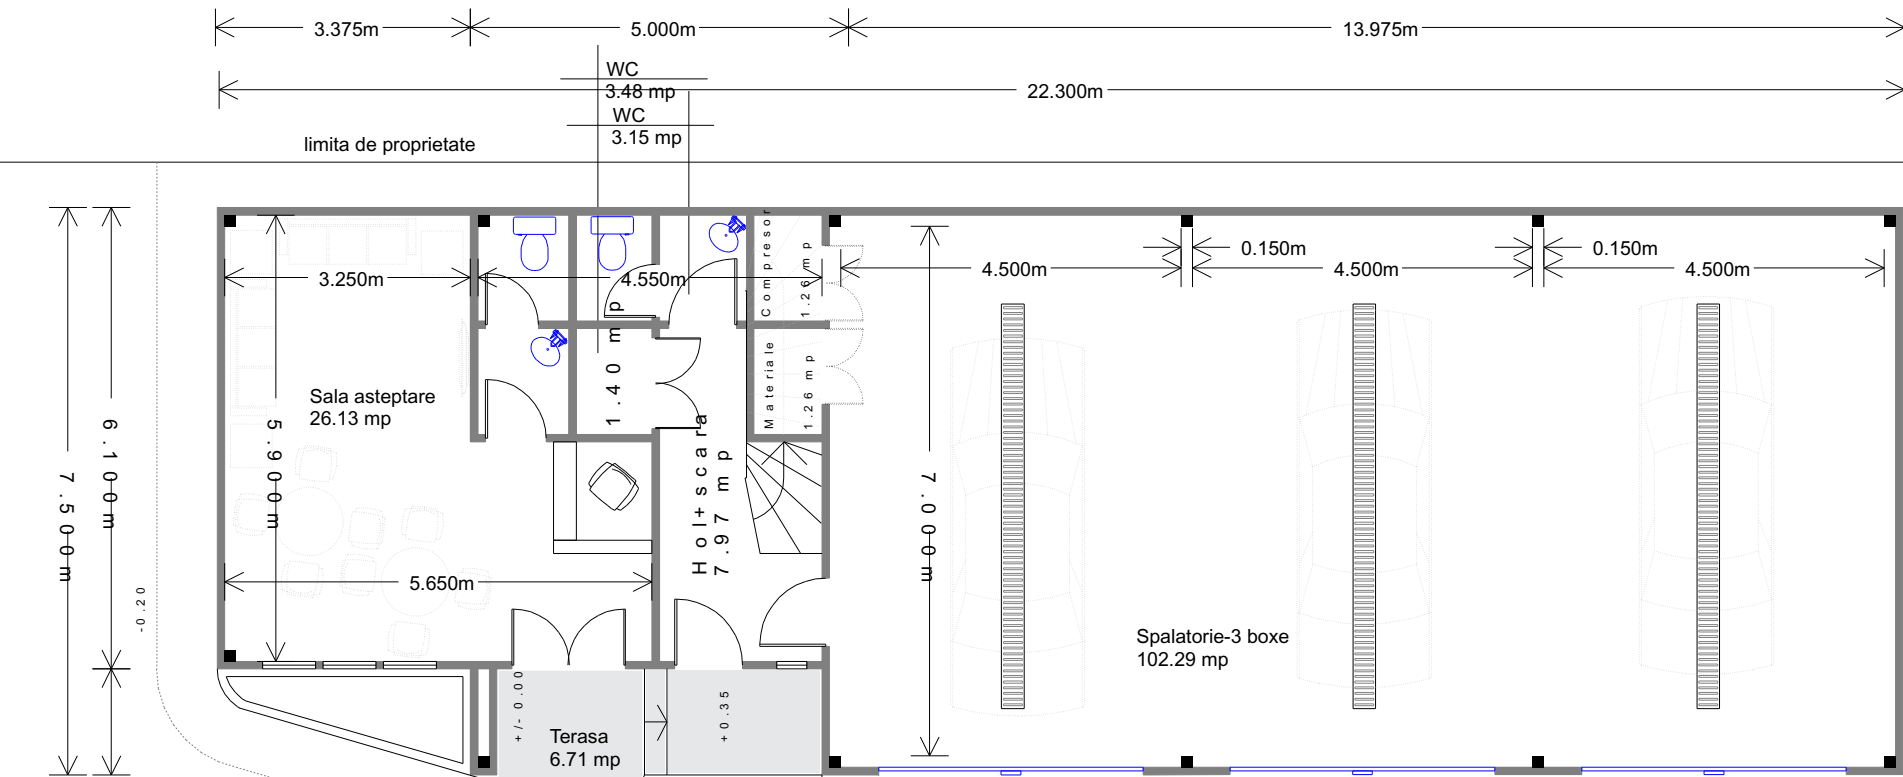 3.375m
5.000m
13.975m
WC
3.48 mp
22.300m
WC
3.15 mp
limita de proprietate
3.250m
4.550m
Compresor
1.26 mp
4.500m
0.150m
4.500m
0.150m
4.500m
Materiale
1.26 mp
1.40 mp
Sala asteptare
26.13 mp
5.900m
6.100m
7.500m
Hol+scara
7.97 mp
7.000m
5.650m
-0.20
Spalatorie-3 boxe
102.29 mp
+/- 0.00
+0.35
Terasa
6.71 mp